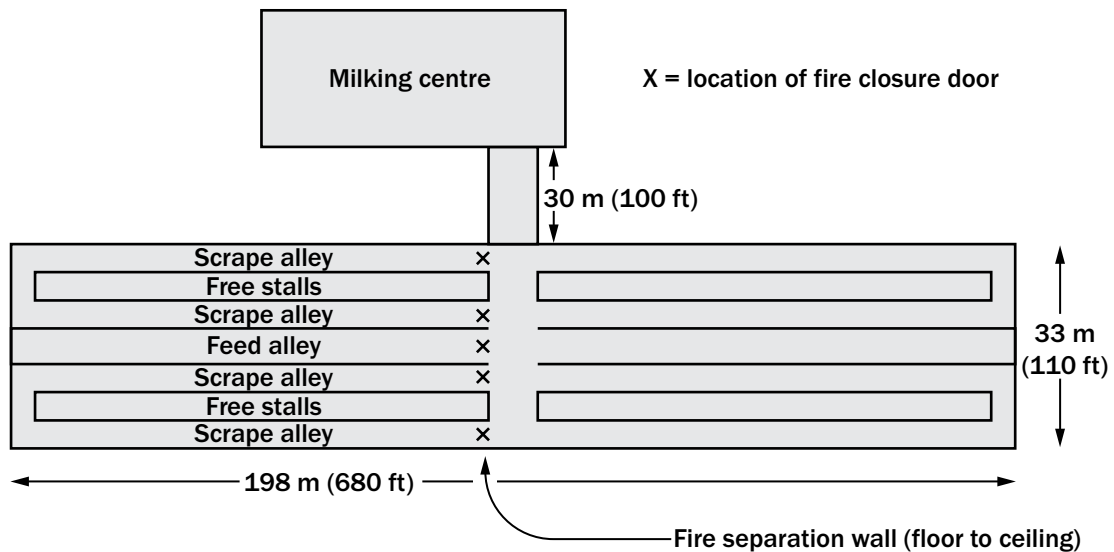 Milking centre
X = location of fire closure door
30 m (100 ft)
Scrape alley
Free stalls
Scrape alley
Feed alley
Scrape alley
Free stalls
Scrape alley
33 m
(110 ft)
198 m (680 ft)
Fire separation wall (floor to ceiling)